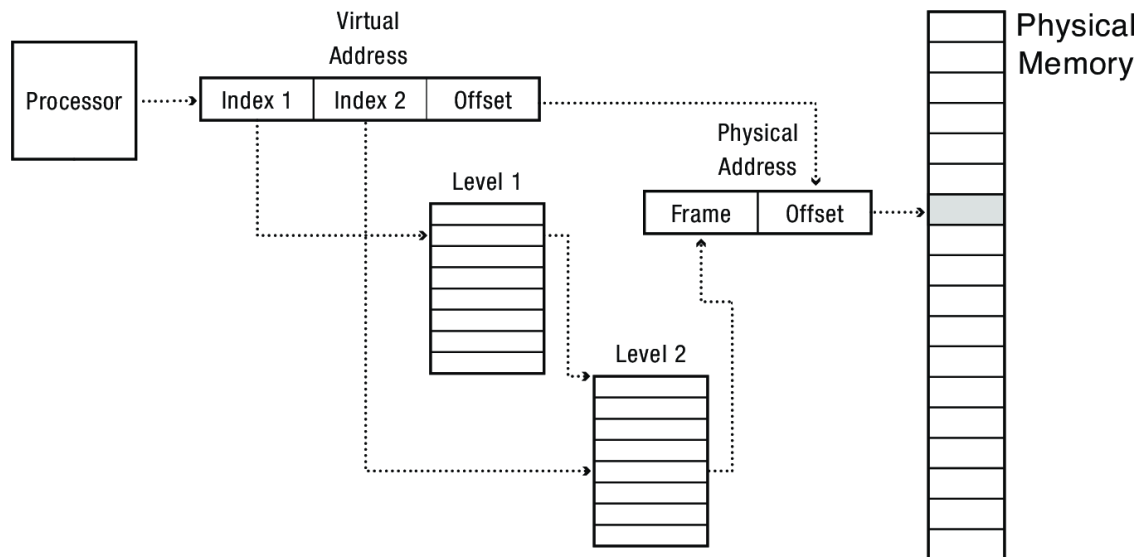 Virtual
Address
Physical
Memory
Processor
Index 1
Index 2
Offset
Physical
Address
Level 1
Frame
Offset
Level 2